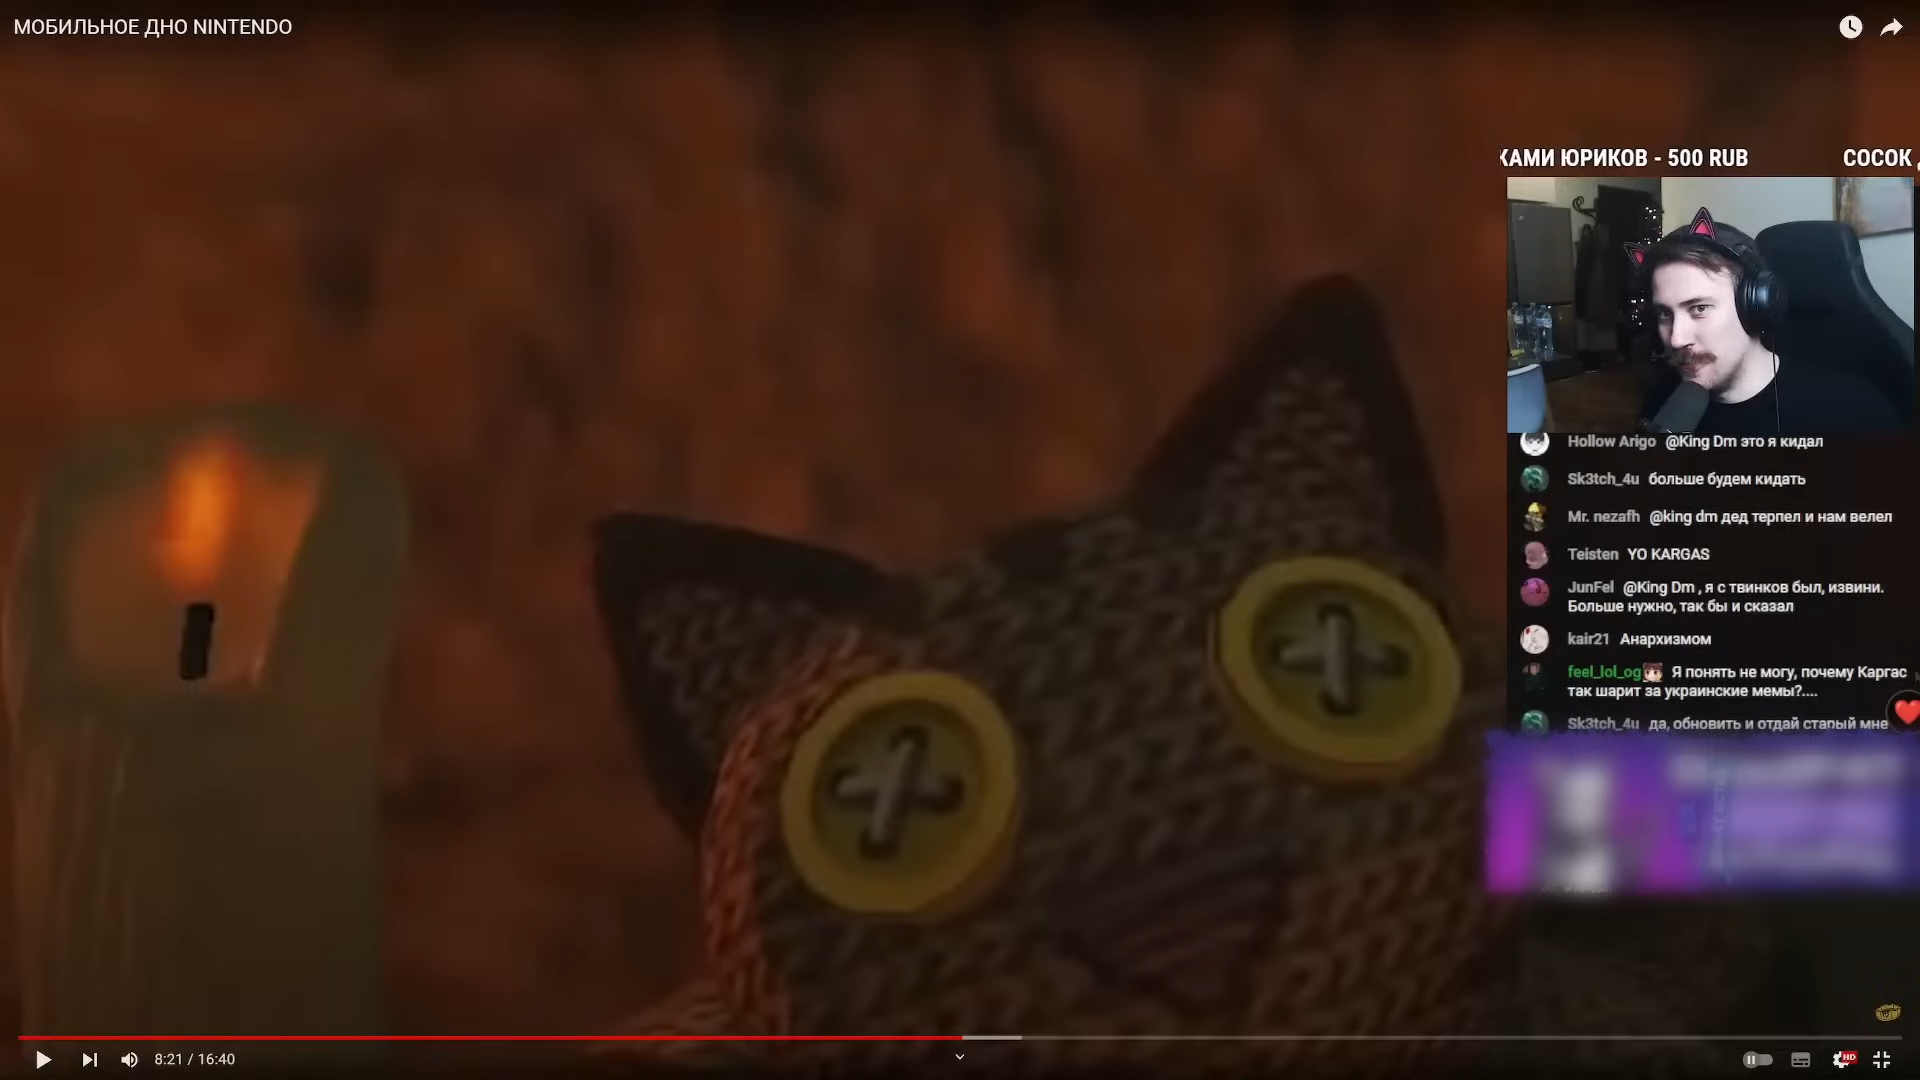 МОБИЛЬНОЕ ДНО NINTENDO
КАМИ ЮРИКОВ - 500 RUB
СОСОК
Hollow Arigo @King Dm это я кидал
Sk3tch_4u больше будем кидать
Mr. nezafh @king dm дед терпел и нам велел
Teisten YO KARGAS
JunFel @King Dm , я с твинков был, извини.
Больше нужно, так бы и сказал
kair21 Анархизмом
feel_lol_og Я понять не могу, почему Каргас
так шарит за украинские мемы?....
Sk3tch_4u да, обновить и отдай старый мне
8:21 / 16:40
HD